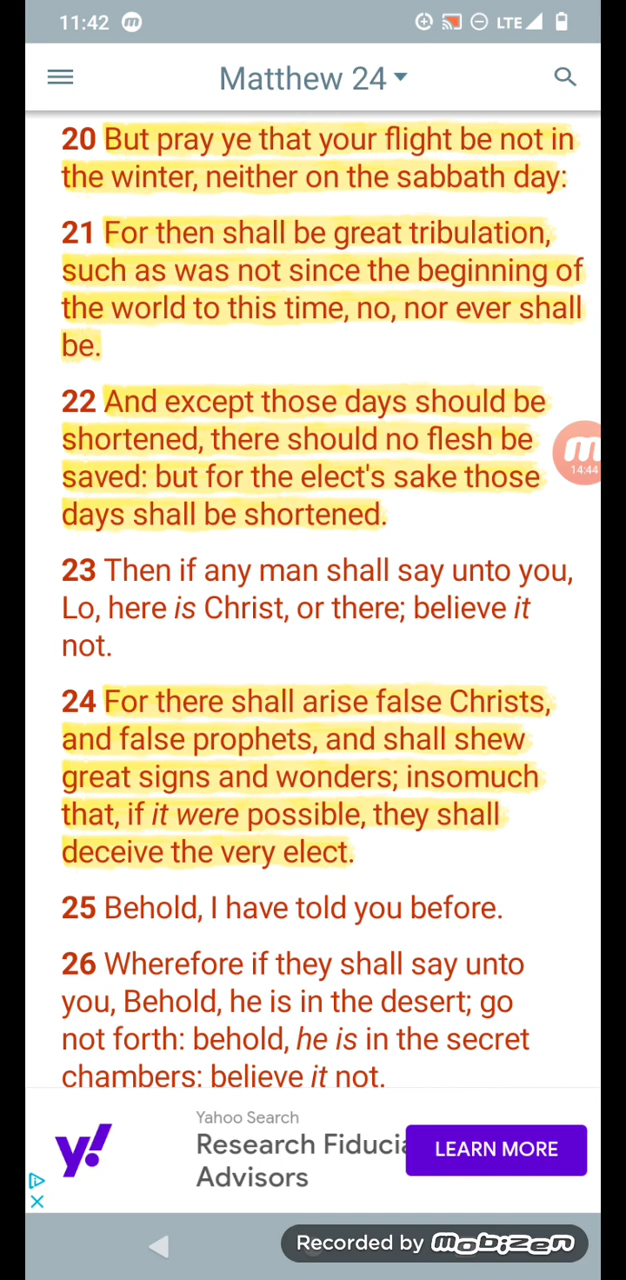 11:42 m LTE
Matthew 24
20 But pray ye that your flight be not in
the winter, neither on the sabbath day:
21 For then shall be great tribulation,
such as was not since the beginning of
the world to this time, no, nor ever shall
be.
22 And except those days should be
shortened, there should no flesh be
saved: but for the elect's sake those
days shall be shortened.
m
14:44
23 Then if any man shall say unto you,
Lo, here is Christ, or there; believe it
not.
24 For there shall arise false Christs,
and false prophets, and shall shew
great signs and wonders; insomuch
that, if it were possible, they shall
deceive the very elect.
25 Behold, I have told you before.
26 Wherefore if they shall say unto
you, Behold, he is in the desert; go
not forth: behold, he is in the secret
chambers: believe it not.
y!
Yahoo Search
Research Fiducia
Advisors
LEARN MORE
Recorded by mobizen